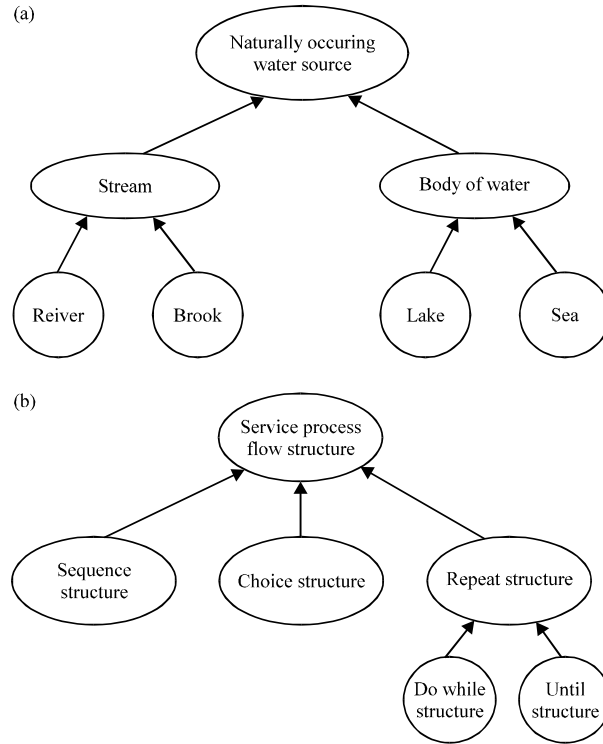 (a)
Naturally occuring
water source
Stream
Body of water
Reiver
Brook
Lake
Sea
(b)
Service process
flow structure
Sequence
structure
Choice structure
Repeat structure
Do while
structure
Until
structure